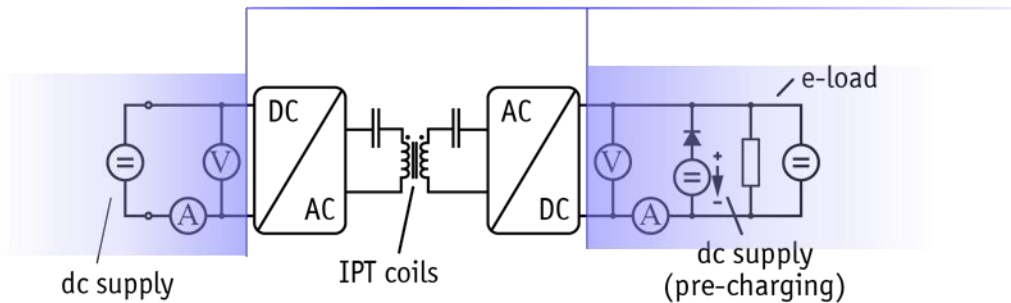 e-load
DC
AC
AC
DC
=
V
A
V
A
=
+
-
=
dc supply
IPT coils
dc supply
(pre-charging)